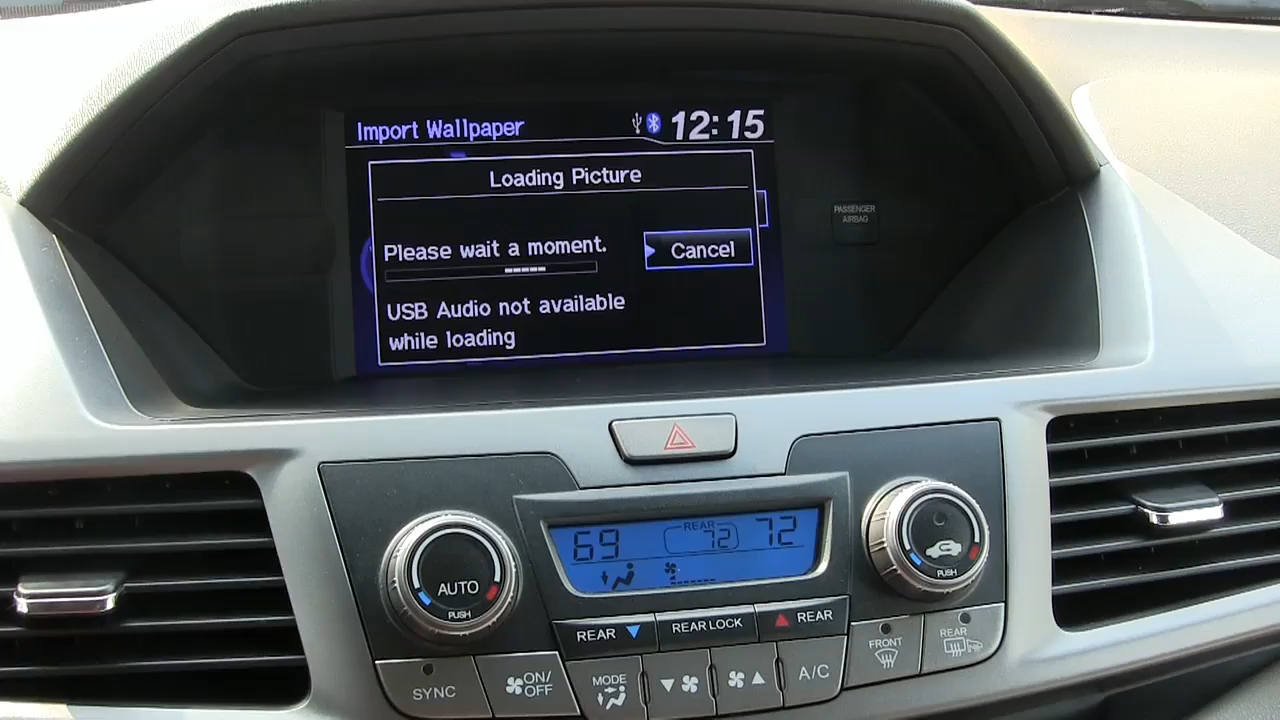 Import Wallpaper
12:15
Loading Picture
Please wait a moment.
Cancel
USB Audio not available
while loading
PASSENGER
AIRBAG
69
REAR
72
72
AUTO
PUSH
PUSH
REAR
REAR LOCK
REAR
SYNC
ON/
OFF
MODE
A/C
FRONT
REAR